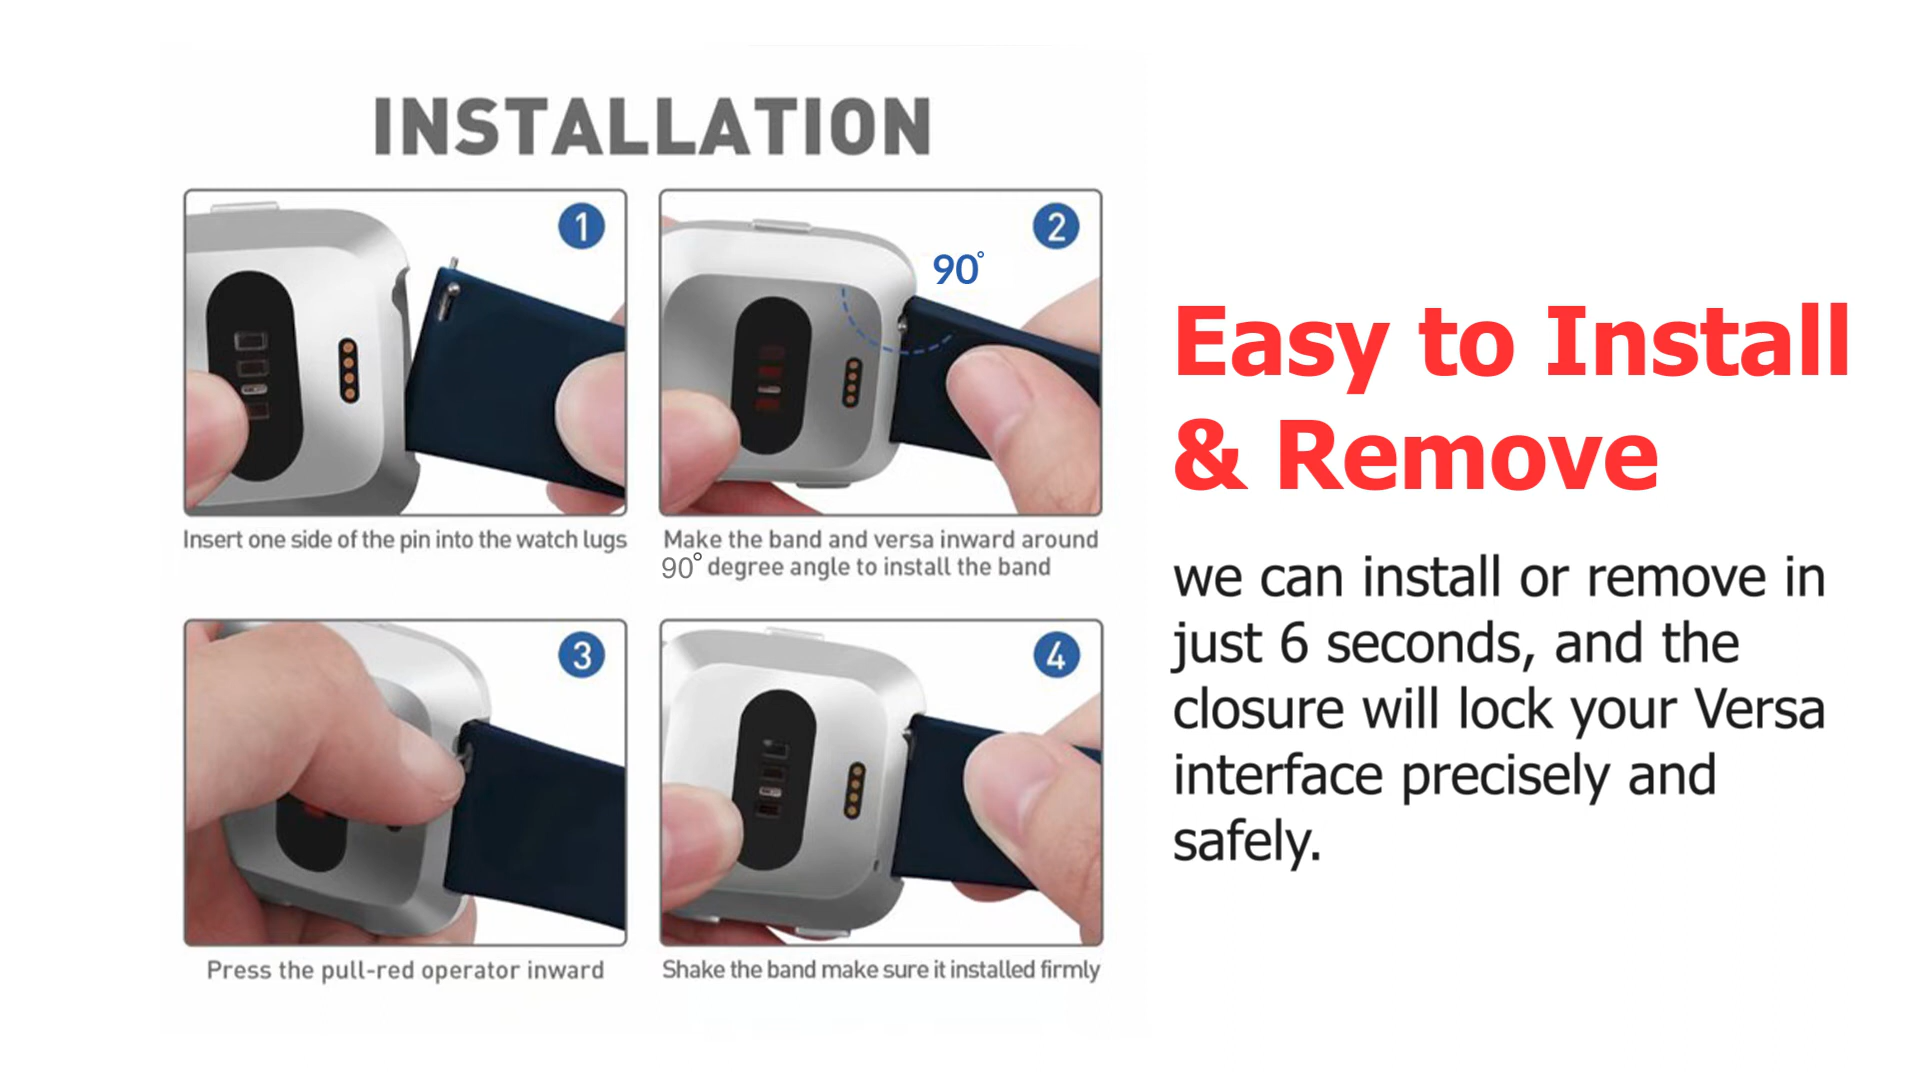 INSTALLATION
1
Insert one side of the pin into the watch lugs
2
90°
Make the band and versa inward around
90° degree angle to install the band
3
Press the pull-red operator inward
4
Shake the band make sure it installed firmly
Easy to Install
& Remove
we can install or remove in
just 6 seconds, and the
closure will lock your Versa
interface precisely and
safely.